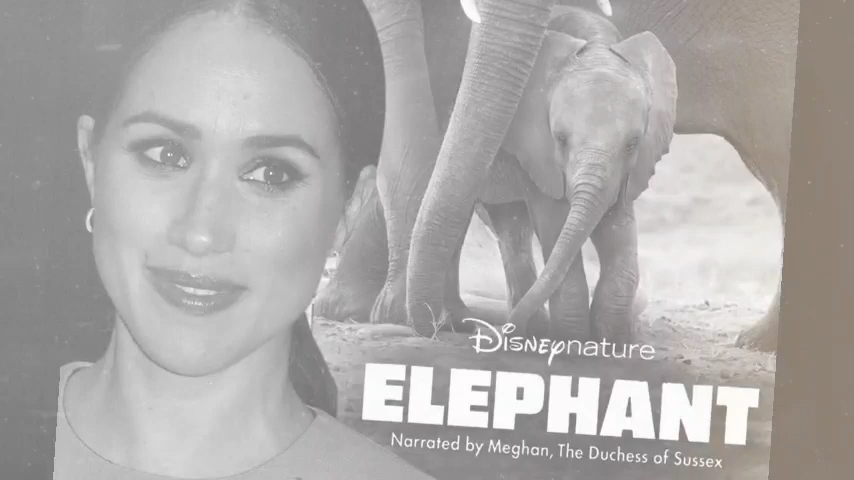 Disneynature
ELEPHANT
Narrated by Meghan, The Duchess of Sussex